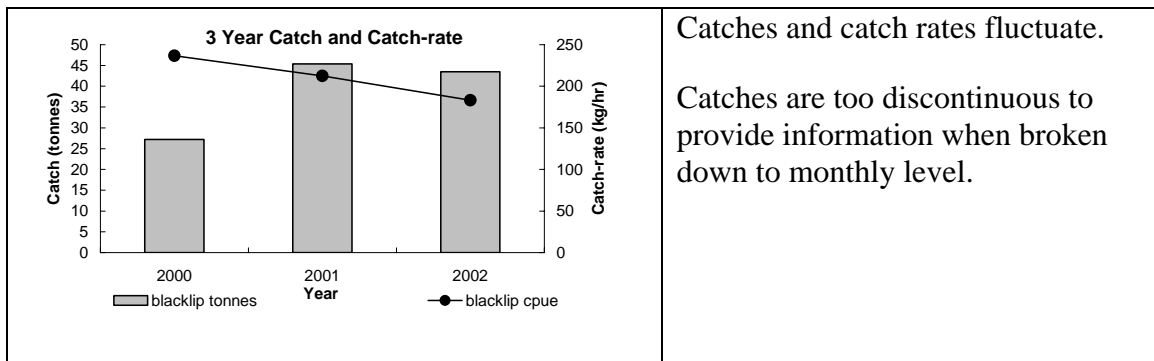 3 Year Catch and Catch-rate
50
45
40
35
30
25
20
15
10
5
0
Catch (tonnes)
250
200
150
100
50
0
Catch-rate (kg/hr)
2000
2001
2002
Year
blacklip tonnes
blacklip cpue
Catches and catch rates fluctuate.
Catches are too discontinuous to
provide information when broken
down to monthly level.